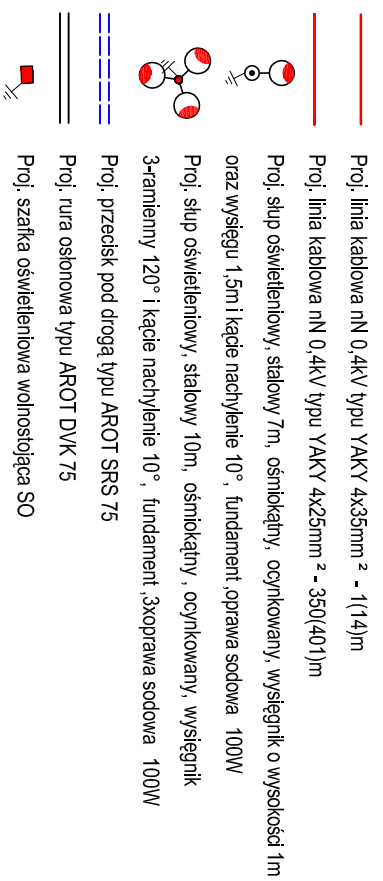 Proj. linia kablowa nN 0,4kV typu YAKY 4x35mm ² - 1(14)m
Proj. linia kablowa nN 0,4kV typu YAKY 4x25mm ² - 350(401)m
Proj. słup oświetleniowy, stalowy 7m, ośmiokątny, ocynkowany, wysięgnik o wysokości 1m
oraz wysięgu 1,5m i kącie nachylenie 10°, fundament ,oprawa sodowa 100W
Proj. słup oświetleniowy, stalowy 10m, ośmiokątny , ocynkowany, wysięgnik
3-ramienny 120° i kącie nachylenie 10°, fundament ,3xoprawa sodowa 100W
Proj. przecisk pod drogą typu AROT SRS 75
Proj. rura osłonowa typu AROT DVK 75
Proj. szafka oświetleniowa wolnostojąca SO